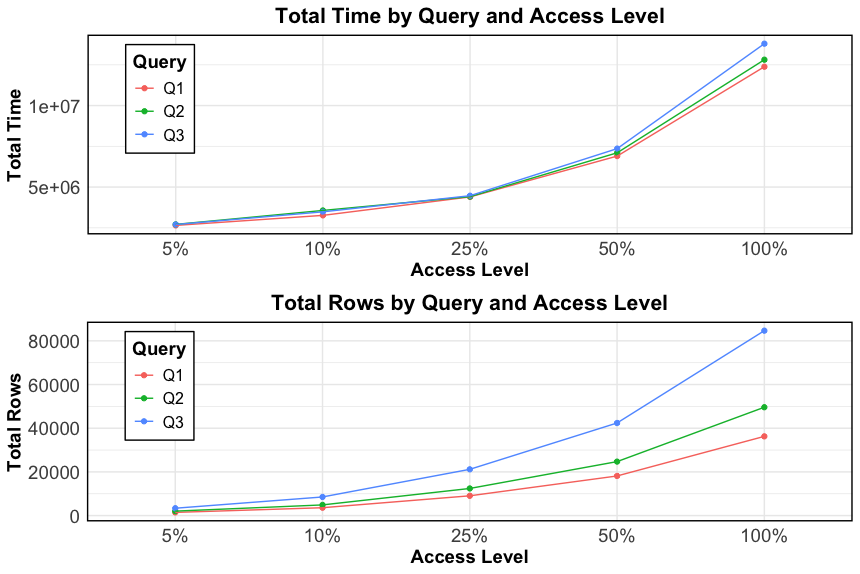 Total Time by Query and Access Level
Total Time
1e+07
5e+06
Query
Q1
Q2
Q3
5% 10% 25% 50% 100%
Access Level
Total Rows by Query and Access Level
Total Rows
80000
60000
40000
20000
0
Query
Q1
Q2
Q3
5% 10% 25% 50% 100%
Access Level